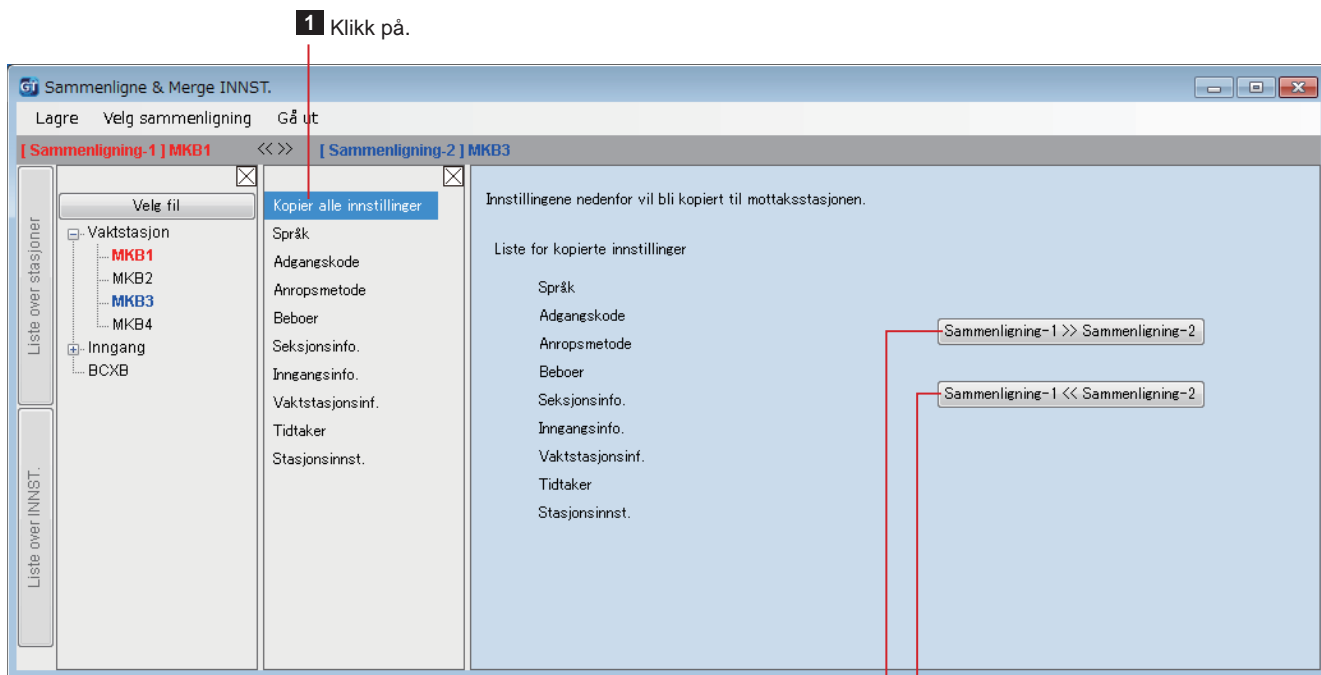 1 Klikk på.
GT Sammenligne & Merge INNST.
Lagre Velg sammenligning Gå ut
[ Sammenligning-1 ] MKB1 << >> [ Sammenligning-2 ] MKB3
Liste over stasjoner
Liste over INNST.
Velg fil
Vaktstasjon
MKB1
MKB2
MKB3
MKB4
Inngang
BCXB
Kopier alle innstillinger
Språk
Adgangskode
Anropsmetode
Beboer
Seksjonsinfo.
Inngangsinfo.
Vaktstasjonsinf.
Tidtaker
Stasjonsinnst.
Innstillingene nedenfor vil bli kopiert til mottaksstasjonen.
Liste for kopierte innstillinger
Språk
Adgangskode
Anropsmetode
Beboer
Seksjonsinfo.
Inngangsinfo.
Vaktstasjonsinf.
Tidtaker
Stasjonsinnst.
Sammenligning-1 >> Sammenligning-2
Sammenligning-1 << Sammenligning-2